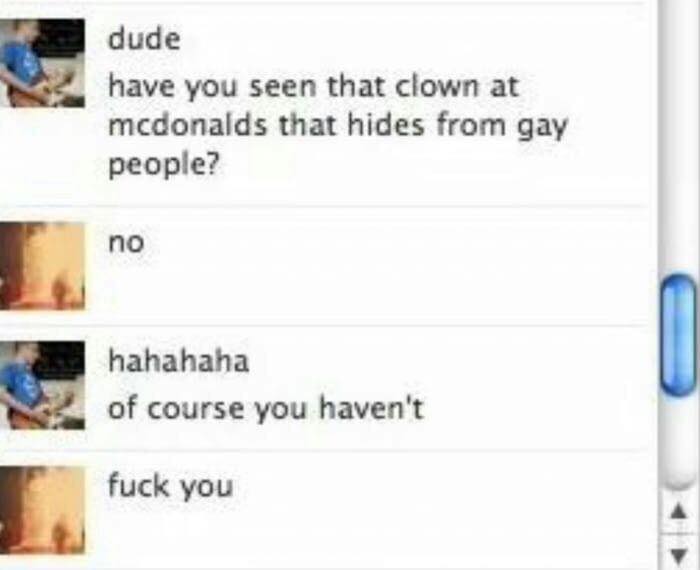 dude
have you seen that clown at
mcdonalds that hides from gay
people?
no
hahahaha
of course you haven't
fuck you